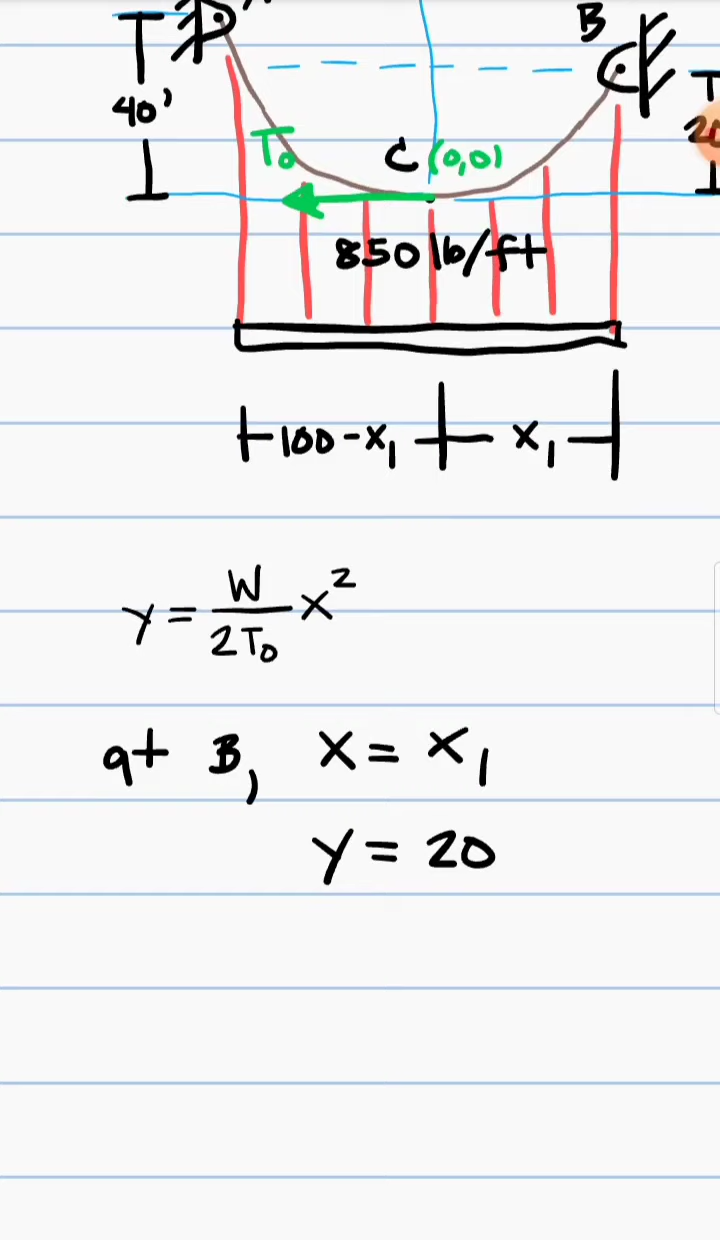 B
40'
T₀
C (0,0)
850 lb/ft
100-x₁
x₁
y = W/2T₀ x²
at B, x = x₁
y = 20